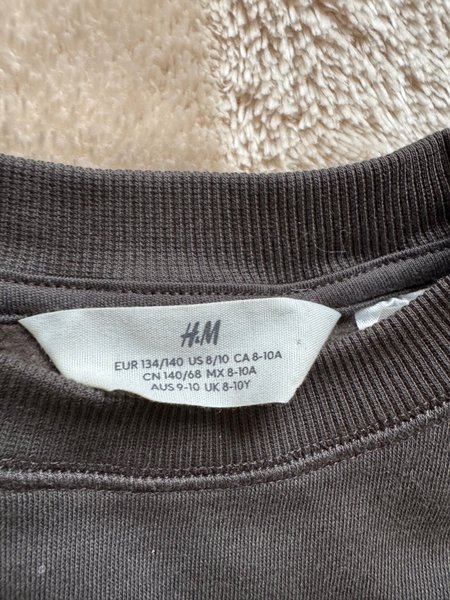 H&M
EUR 134/140 US 8/10 CA 8-10A
CN 140/68 MX 8-10A
AUS 9-10 UK 8-10Y